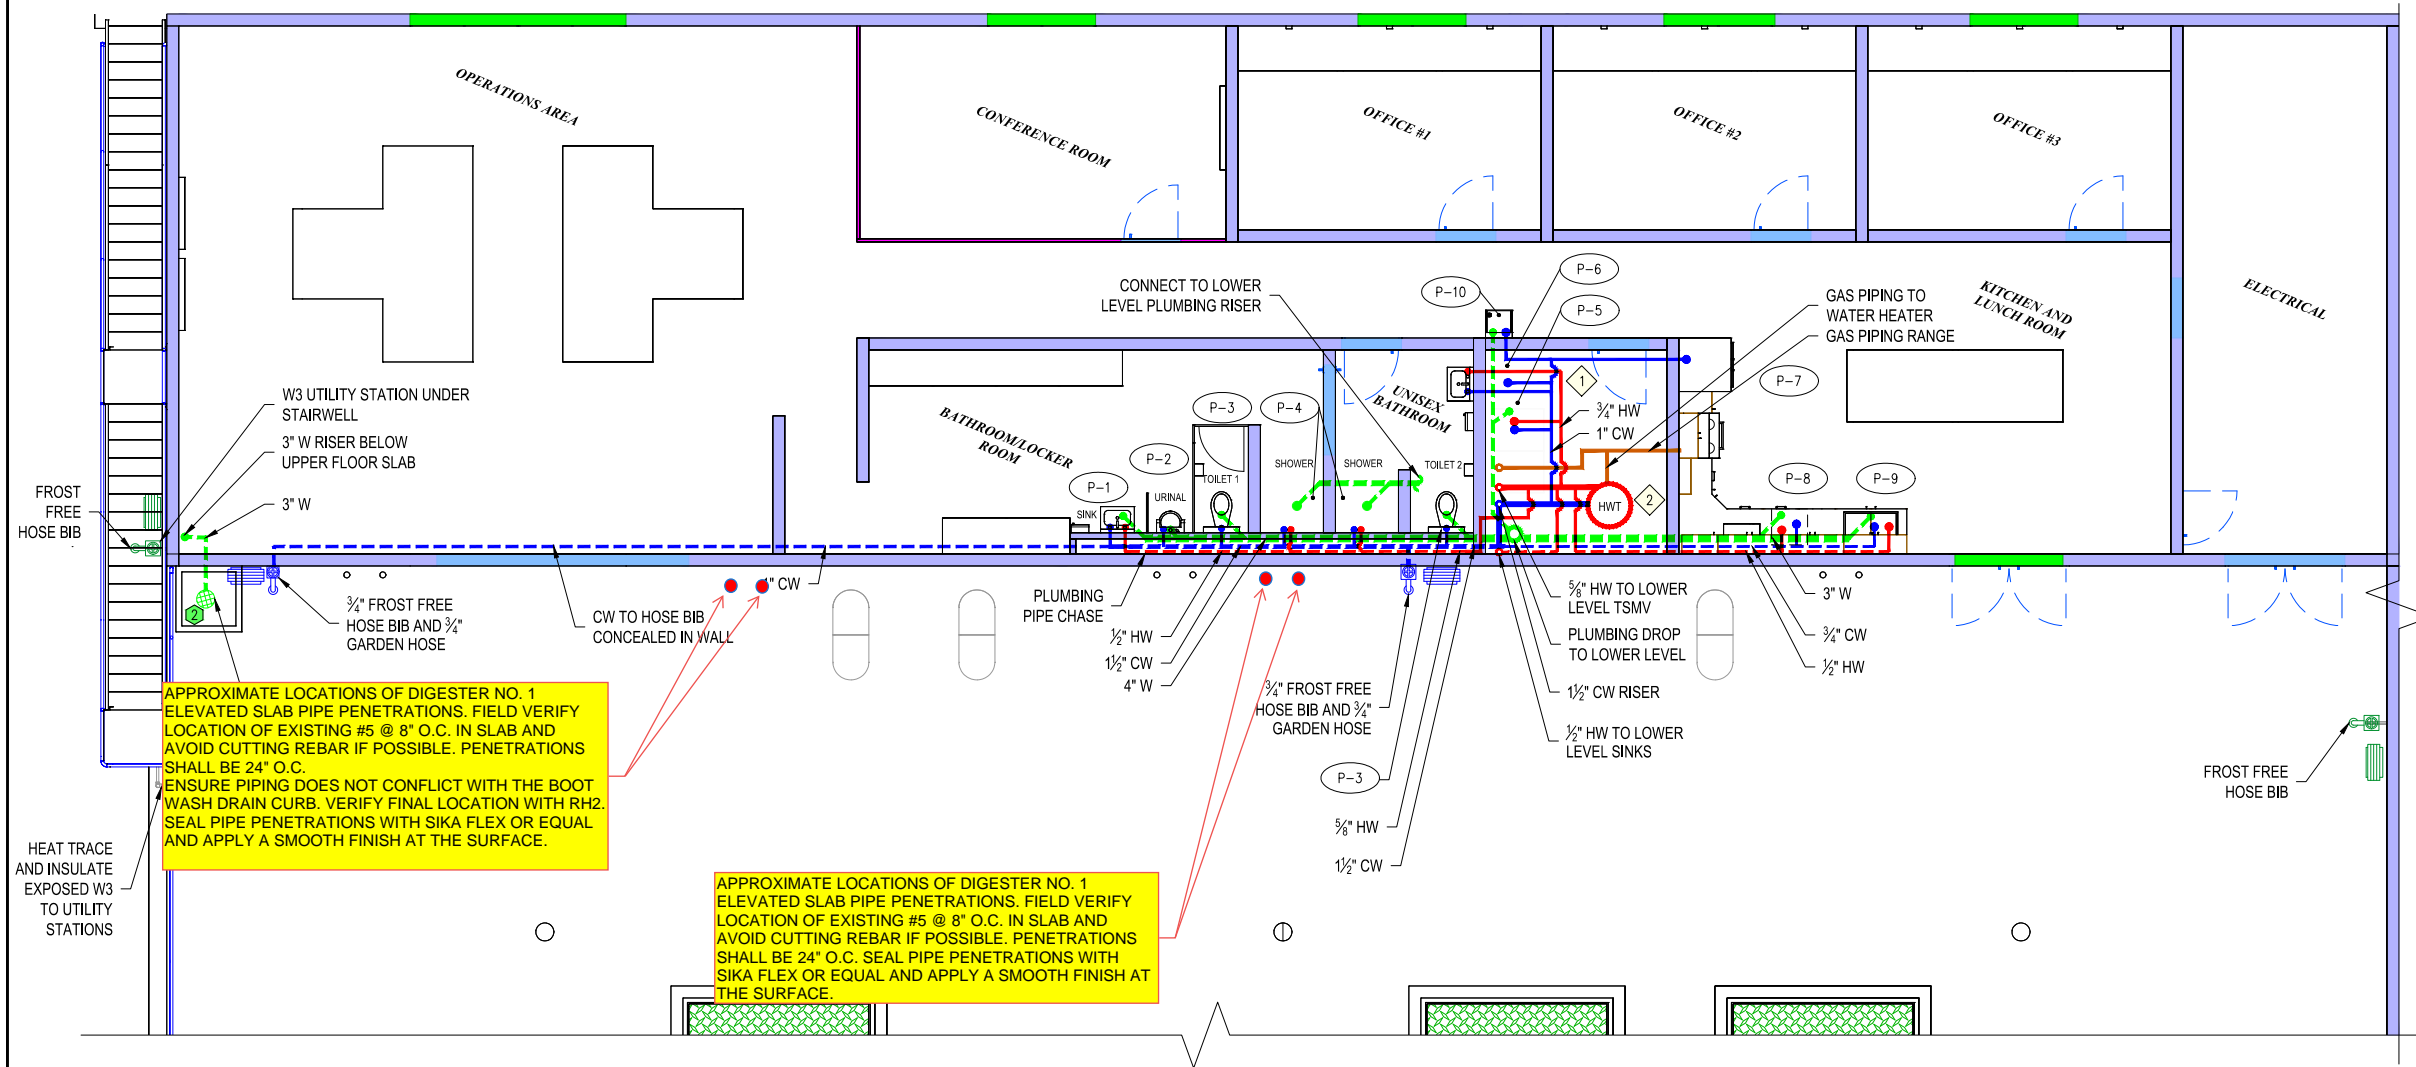 OPERATIONS AREA
CONFERENCE ROOM
OFFICE #1
OFFICE #2
OFFICE #3
ELECTRICAL
KITCHEN AND
LUNCH ROOM
GAS PIPING TO
WATER HEATER
GAS PIPING RANGE
P-6
P-5
P-10
CONNECT TO LOWER
LEVEL PLUMBING RISER
P-7
P-8
P-9
1
2
¾" HW
1" CW
HWT
UNISEX
BATHROOM
BATHROOM/LOCKER
ROOM
P-1
P-2
P-3
P-4
SINK
URINAL
TOILET 1
SHOWER
SHOWER
TOILET 2
W3 UTILITY STATION UNDER
STAIRWELL
3" W RISER BELOW
UPPER FLOOR SLAB
3" W
FROST
FREE
HOSE BIB
2
¾" FROST FREE
HOSE BIB AND ¾"
GARDEN HOSE
CW TO HOSE BIB
CONCEALED IN WALL
1" CW
PLUMBING
PIPE CHASE
½" HW
1½" CW
4" W
¾" FROST FREE
HOSE BIB AND ¾"
GARDEN HOSE
P-3
⅝" HW
1½" CW
⅝" HW TO LOWER
LEVEL TSMV
PLUMBING DROP
TO LOWER LEVEL
1½" CW RISER
½" HW TO LOWER
LEVEL SINKS
3" W
¾" CW
½" HW
FROST FREE
HOSE BIB
APPROXIMATE LOCATIONS OF DIGESTER NO. 1
ELEVATED SLAB PIPE PENETRATIONS. FIELD VERIFY
LOCATION OF EXISTING #5 @ 8" O.C. IN SLAB AND
AVOID CUTTING REBAR IF POSSIBLE. PENETRATIONS
SHALL BE 24" O.C.
ENSURE PIPING DOES NOT CONFLICT WITH THE BOOT
WASH DRAIN CURB. VERIFY FINAL LOCATION WITH RH2.
SEAL PIPE PENETRATIONS WITH SIKA FLEX OR EQUAL
AND APPLY A SMOOTH FINISH AT THE SURFACE.
HEAT TRACE
AND INSULATE
EXPOSED W3
TO UTILITY
STATIONS
APPROXIMATE LOCATIONS OF DIGESTER NO. 1
ELEVATED SLAB PIPE PENETRATIONS. FIELD VERIFY
LOCATION OF EXISTING #5 @ 8" O.C. IN SLAB AND
AVOID CUTTING REBAR IF POSSIBLE. PENETRATIONS
SHALL BE 24" O.C. SEAL PIPE PENETRATIONS WITH
SIKA FLEX OR EQUAL AND APPLY A SMOOTH FINISH AT
THE SURFACE.